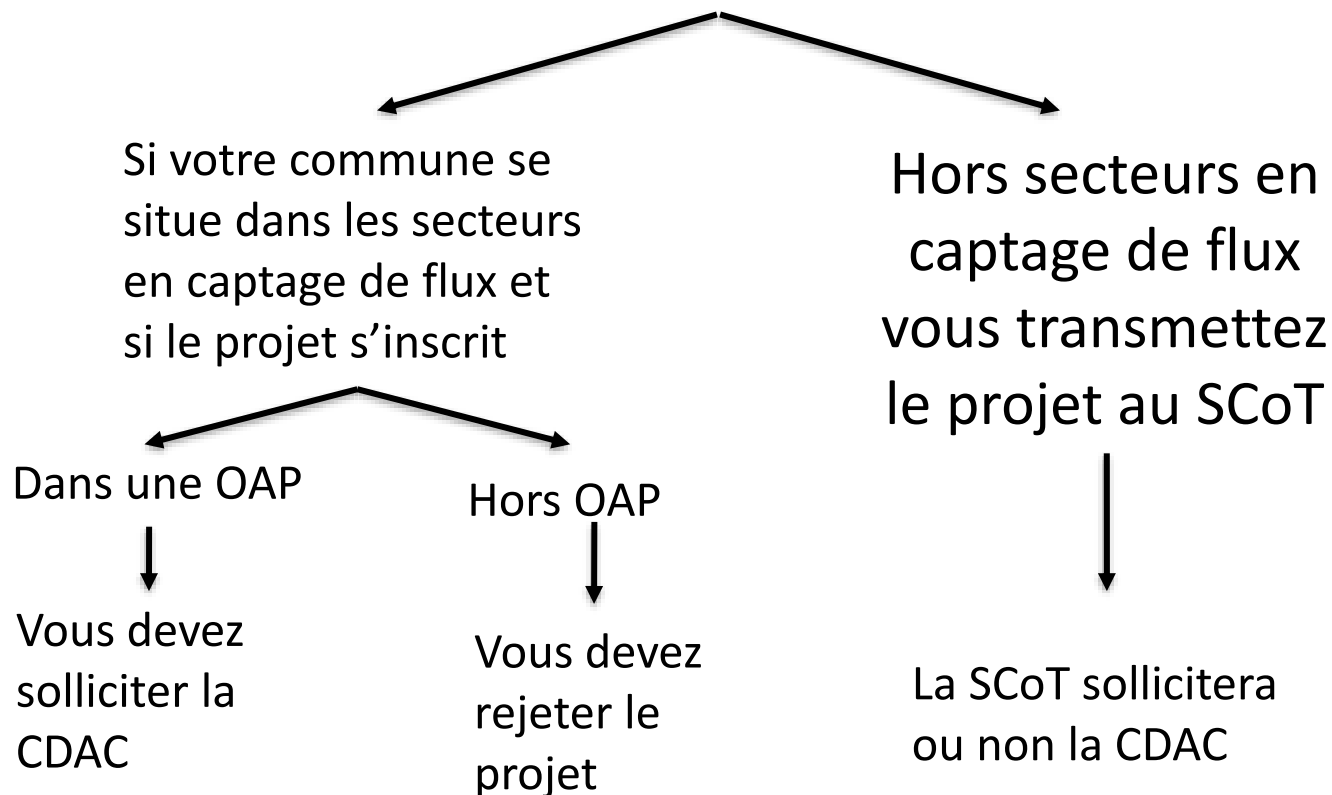 Si votre commune se
situe dans les secteurs
en captage de flux et
si le projet s’inscrit
Hors secteurs en
captage de flux
vous transmettez
le projet au SCoT
Dans une OAP
Hors OAP
Vous devez
solliciter la
CDAC
Vous devez
rejeter le
projet
La SCoT sollicitera
ou non la CDAC